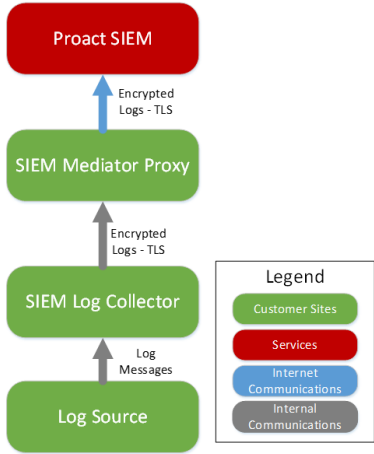 Proact SIEM
Encrypted
Logs - TLS
SIEM Mediator Proxy
Encrypted
Logs - TLS
SIEM Log Collector
Log
Messages
Log Source
Legend
Customer Sites
Services
Internet
Communications
Internal
Communications